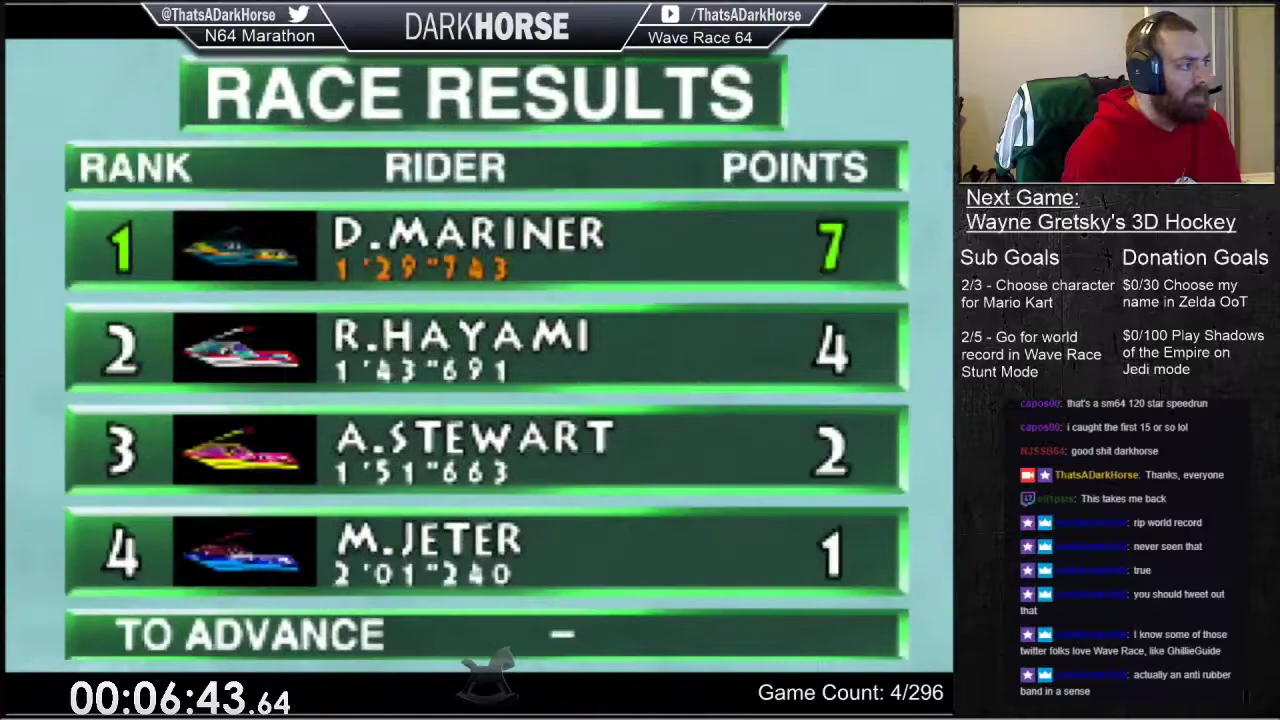 @ThatsADarkHorse
N64 Marathon
DARKHORSE
/ThatsADarkHorse
Wave Race 64
RACE RESULTS
RANK RIDER POINTS
1 D.MARINER 7
1'29"743
2 R.HAYAMI 4
1'43"691
3 A.STEWART 2
1'51"663
4 M.JETER 1
2'01"240
TO ADVANCE –
00:06:43.64
Game Count: 4/296
Next Game:
Wayne Gretsky's 3D Hockey
Sub Goals
2/3 - Choose character
for Mario Kart
2/5 - Go for world
record in Wave Race
Stunt Mode
Donation Goals
$0/30 Choose my
name in Zelda OoT
$0/100 Play Shadows
of the Empire on
Jedi mode
capos00: that's a sm64 120 star speedrun
capos00: i caught the first 15 or so lol
NJSSB64: good shit darkhorse
ThatsADarkHorse: Thanks, everyone
This takes me back
rip world record
never seen that
true
you should tweet out
that
I know some of those
twitter folks love Wave Race, like GhillieGuide
actually an anti rubber
band in a sense